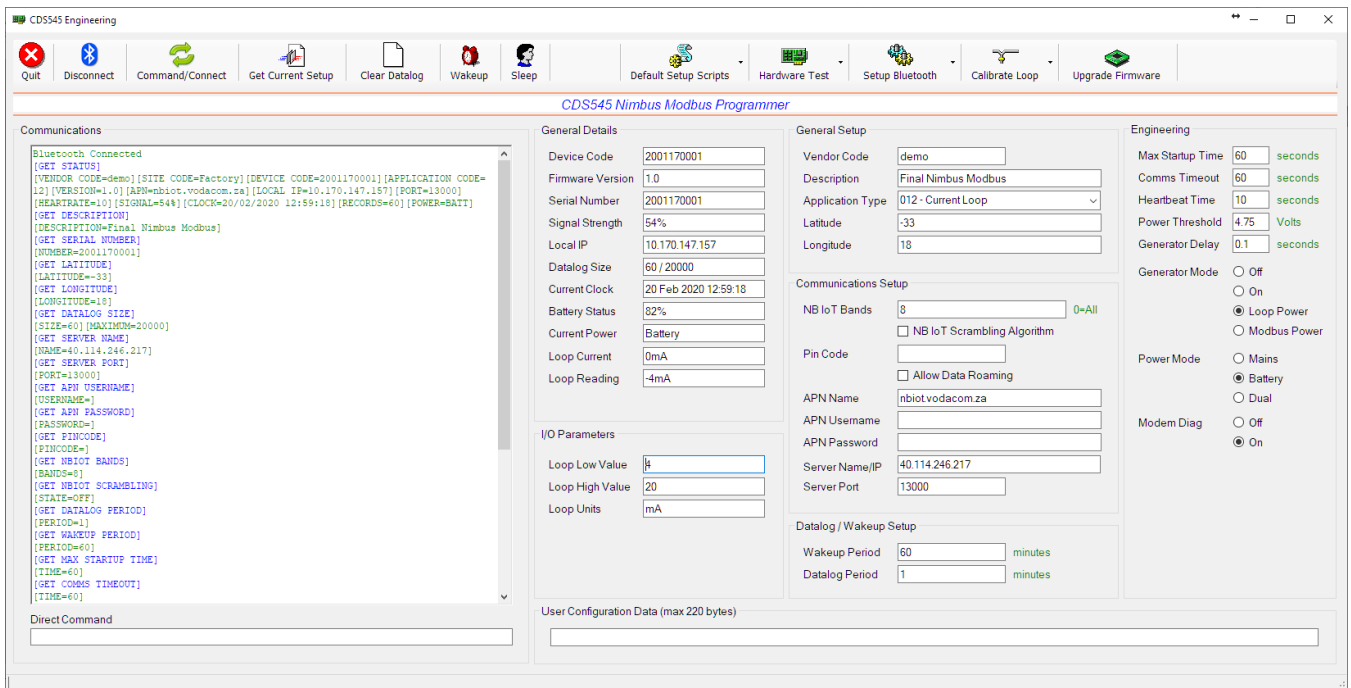 CDS545 Engineering
Quit
Disconnect
Command/Connect
Get Current Setup
Clear Datalog
Wakeup
Sleep
Default Setup Scripts
Hardware Test
Setup Bluetooth
Calibrate Loop
Upgrade Firmware
CDS545 Nimbus Modbus Programmer
Communications
Bluetooth Connected
[GET STATUS]
[VENDOR CODE=demo][SITE CODE=Factory][DEVICE CODE=2001170001][APPLICATION CODE=
12][VERSION=1.0][APN=nbiot.vodacom.za][LOCAL IP=10.170.147.157][PORT=13000]
[HEARTRATE=10][SIGNAL=54%][CLOCK=20/02/2020 12:59:18][RECORDS=60][POWER=BATT]
[GET DESCRIPTION]
[DESCRIPTION=Final Nimbus Modbus]
[GET SERIAL NUMBER]
[NUMBER=2001170001]
[GET LATITUDE]
[LATITUDE=-33]
[GET LONGITUDE]
[LONGITUDE=18]
[GET DATALOG SIZE]
[SIZE=60][MAXIMUM=20000]
[GET SERVER NAME]
[NAME=40.114.246.217]
[GET SERVER PORT]
[PORT=13000]
[GET APN USERNAME]
[USERNAME=]
[GET APN PASSWORD]
[PASSWORD=]
[GET PINCODE]
[PINCODE=]
[GET NBIOT BANDS]
[BANDS=8]
[GET NBIOT SCRAMBLING]
[STATE=OFF]
[GET DATALOG PERIOD]
[PERIOD=1]
[GET WAKEUP PERIOD]
[PERIOD=60]
[GET MAX STARTUP TIME]
[TIME=60]
[GET COMMS TIMEOUT]
[TIME=60]
Direct Command
General Details
Device Code 2001170001
Firmware Version 1.0
Serial Number 2001170001
Signal Strength 54%
Local IP 10.170.147.157
Datalog Size 60 / 20000
Current Clock 20 Feb 2020 12:59:18
Battery Status 82%
Current Power Battery
Loop Current 0mA
Loop Reading -4mA
I/O Parameters
Loop Low Value 4
Loop High Value 20
Loop Units mA
General Setup
Vendor Code demo
Description Final Nimbus Modbus
Application Type 012 - Current Loop
Latitude -33
Longitude 18
Communications Setup
NB IoT Bands 8 0=All
NB IoT Scrambling Algorithm
Pin Code
Allow Data Roaming
APN Name nbiot.vodacom.za
APN Username
APN Password
Server Name/IP 40.114.246.217
Server Port 13000
Datalog / Wakeup Setup
Wakeup Period 60 minutes
Datalog Period 1 minutes
Engineering
Max Startup Time 60 seconds
Comms Timeout 60 seconds
Heartbeat Time 10 seconds
Power Threshold 4.75 Volts
Generator Delay 0.1 seconds
Generator Mode Off
On
Loop Power
Modbus Power
Power Mode Mains
Battery
Dual
Modem Diag Off
On
User Configuration Data (max 220 bytes)